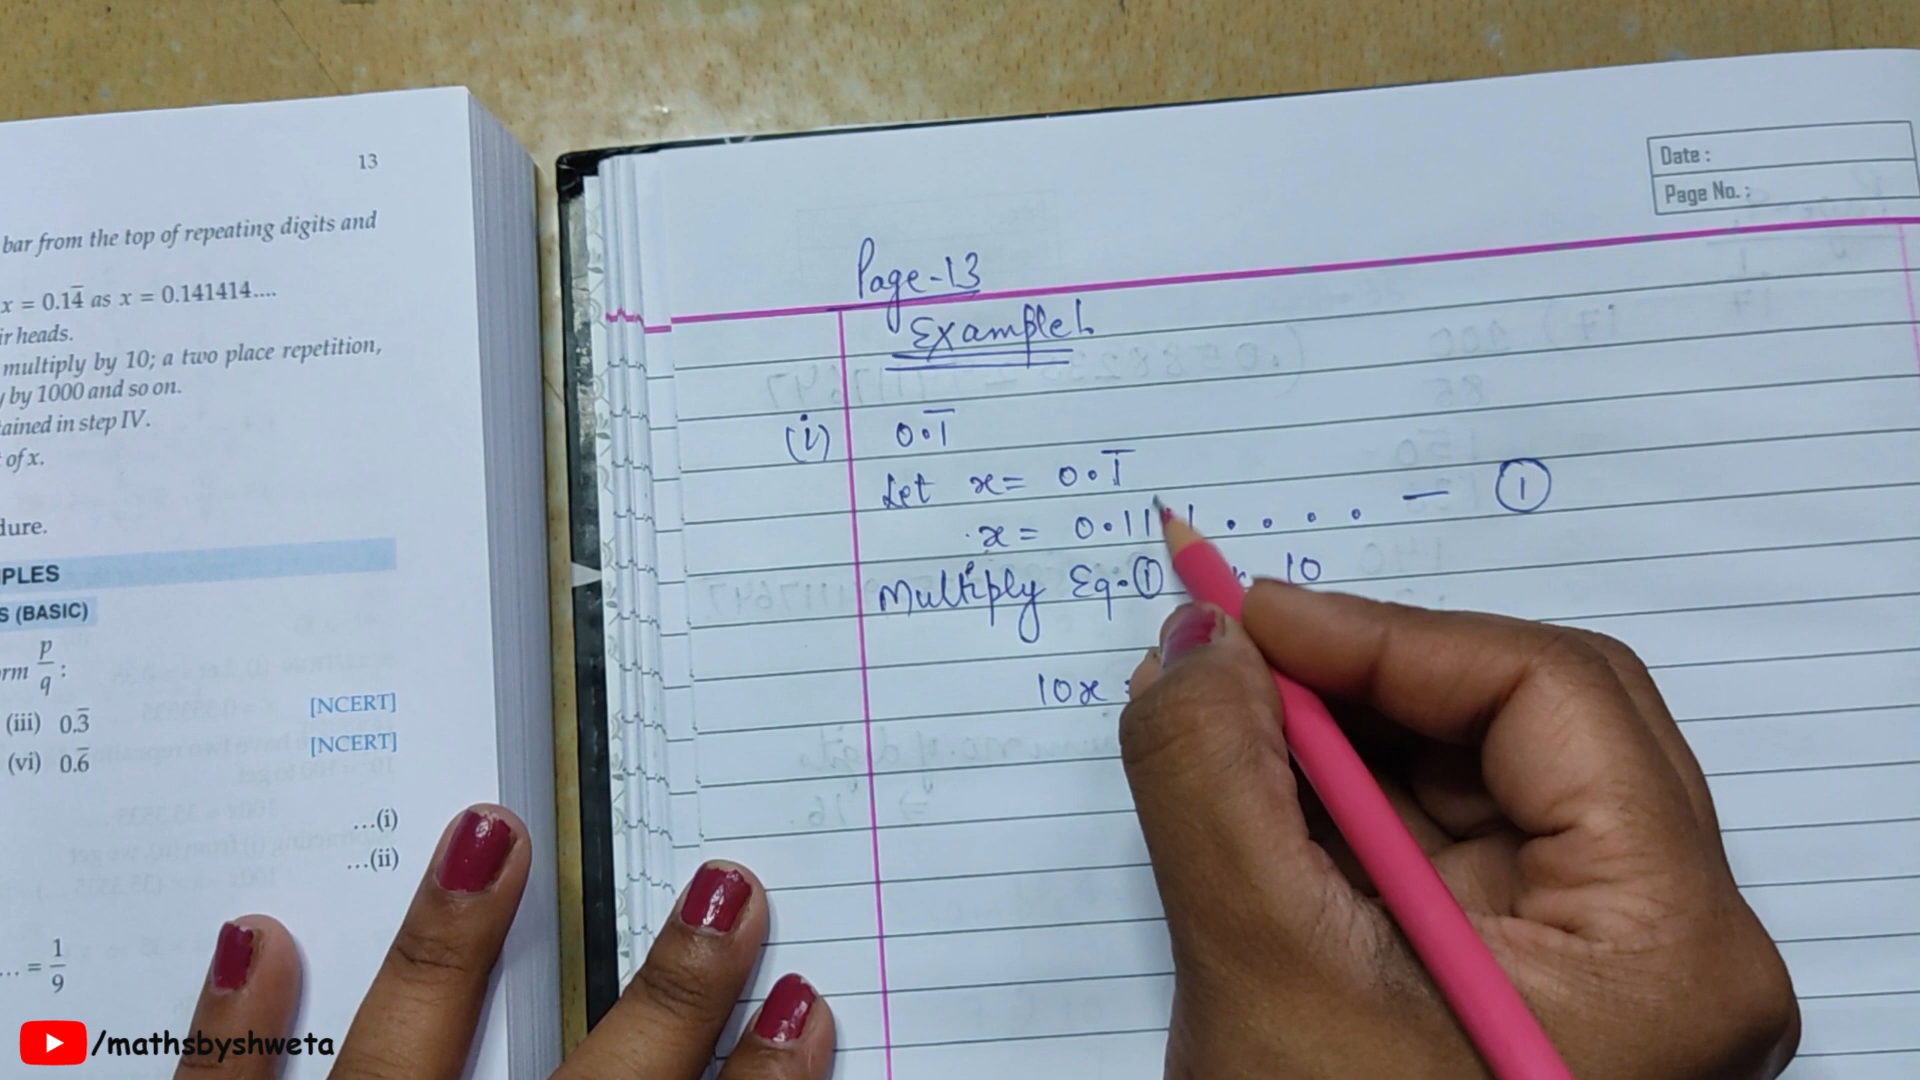 13
bar from the top of repeating digits and
x = 0.14̅ as x = 0.141414....
ir heads.
multiply by 10; a two place repetition,
y by 1000 and so on.
tained in step IV.
of x.
dure.
PLES
S (BASIC)
rm p/q :
(iii) 0.3̅ [NCERT]
(vi) 0.6̅ [NCERT]
...(i)
...(ii)
... = 1/9
/mathsbyshweta
Date :
Page No. :
Page-13
Example 1.
(i) 0.1̅
Let x = 0.1̅
x = 0.1111 . . . . — ①
Multiply Eq. ① 10
10x =